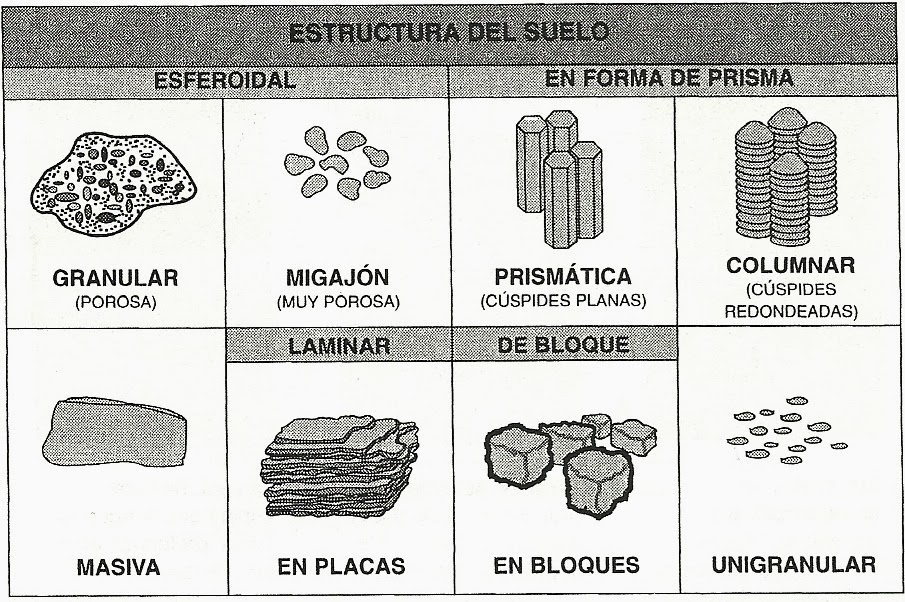 ESTRUCTURA DEL SUELO
ESFEROIDAL
EN FORMA DE PRISMA
GRANULAR
(POROSA)
MIGAJÓN
(MUY POROSA)
PRISMÁTICA
(CÚSPIDES PLANAS)
COLUMNAR
(CÚSPIDES
REDONDEADAS)
LAMINAR
DE BLOQUE
MASIVA
EN PLACAS
EN BLOQUES
UNIGRANULAR